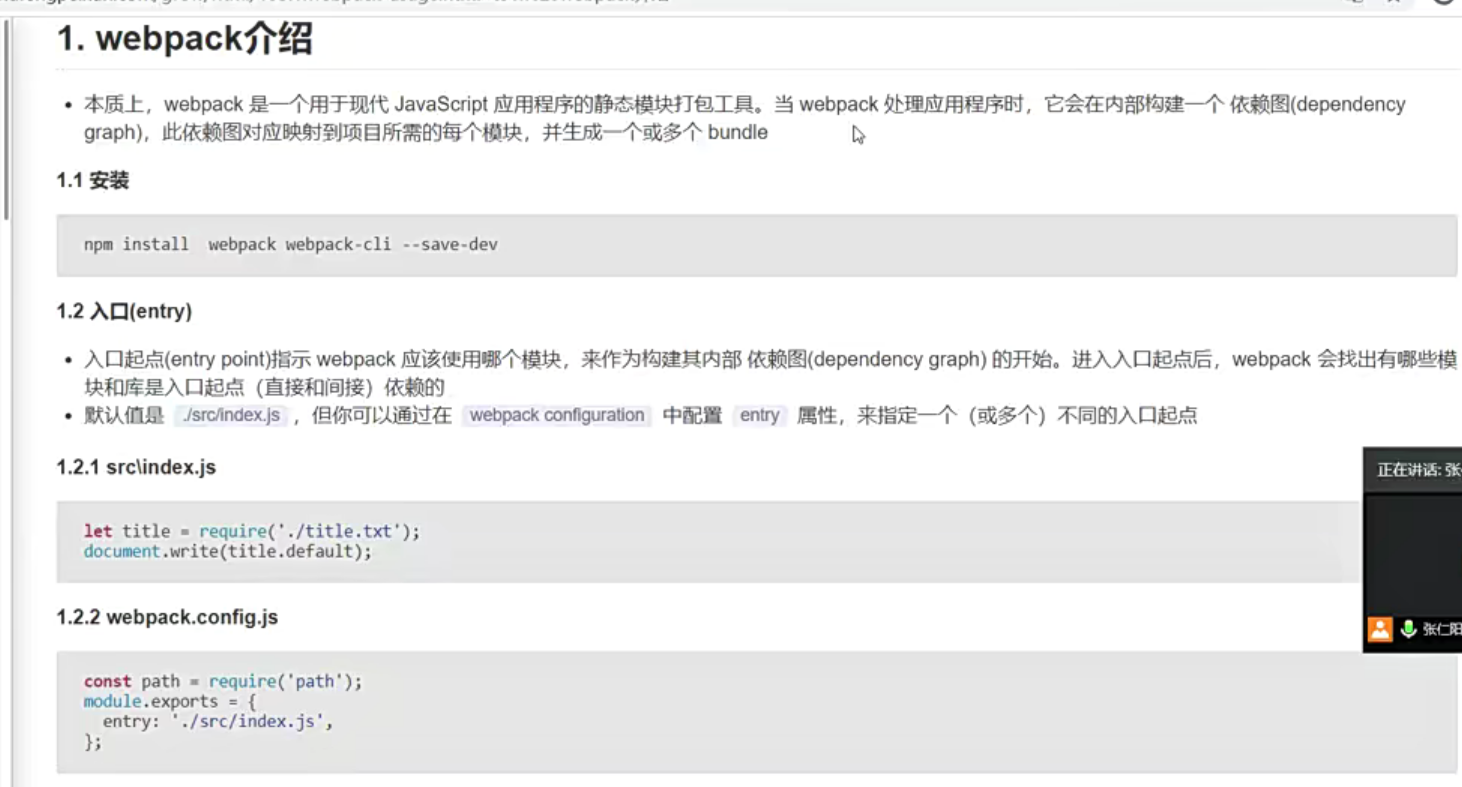 1. webpack介绍
• 本质上，webpack 是一个用于现代 JavaScript 应用程序的静态模块打包工具。当 webpack 处理应用程序时，它会在内部构建一个 依赖图(dependency
graph)，此依赖图对应映射到项目所需的每个模块，并生成一个或多个 bundle
1.1 安装
npm install  webpack webpack-cli --save-dev
1.2 入口(entry)
• 入口起点(entry point)指示 webpack 应该使用哪个模块，来作为构建其内部 依赖图(dependency graph) 的开始。进入入口起点后，webpack 会找出有哪些模
块和库是入口起点（直接和间接）依赖的
• 默认值是 ./src/index.js ，但你可以通过在 webpack configuration 中配置 entry 属性，来指定一个（或多个）不同的入口起点
1.2.1 src\index.js
正在讲话: 张
let title = require('./title.txt');
document.write(title.default);
1.2.2 webpack.config.js
张仁阳
const path = require('path');
module.exports = {
  entry: './src/index.js',
};